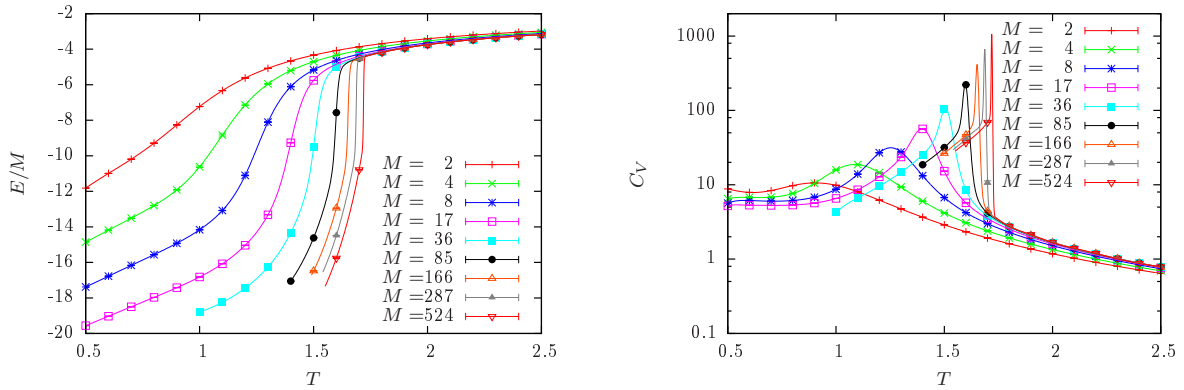 -2
-4
-6
-8
-10
-12
-14
-16
-18
-20
0.5
1
1.5
2
2.5
E/M
T
M = 2
M = 4
M = 8
M = 17
M = 36
M = 85
M =166
M =287
M =524
1000
100
10
1
0.1
0.5
1
1.5
2
2.5
C_V
T
M = 2
M = 4
M = 8
M = 17
M = 36
M = 85
M =166
M =287
M =524